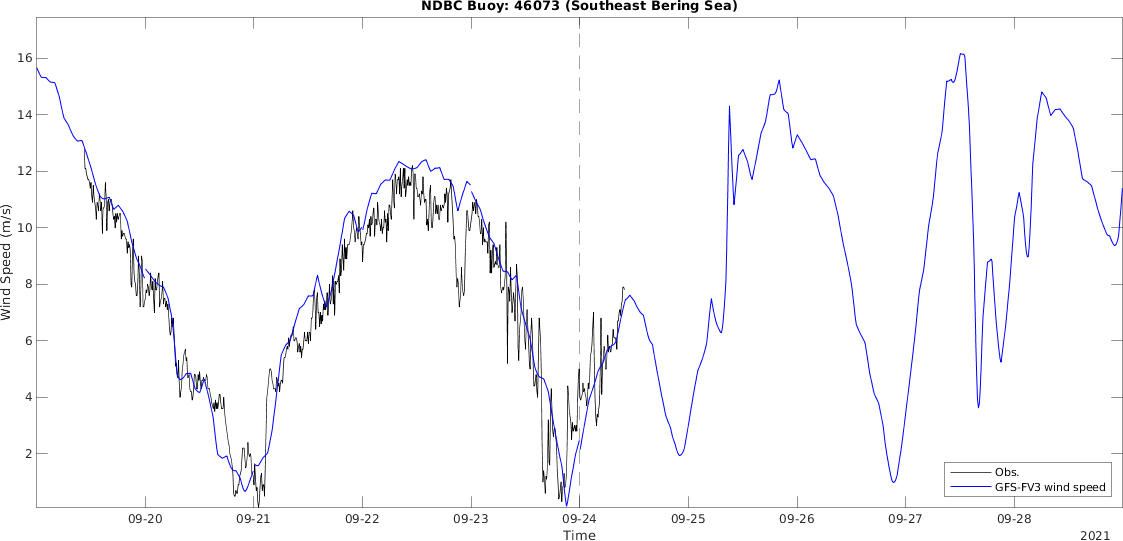 NDBC Buoy: 46073 (Southeast Bering Sea)
Wind Speed (m/s)
16
14
12
10
8
6
4
2
Obs.
GFS-FV3 wind speed
09-20 09-21 09-22 09-23 09-24 09-25 09-26 09-27 09-28
Time
2021